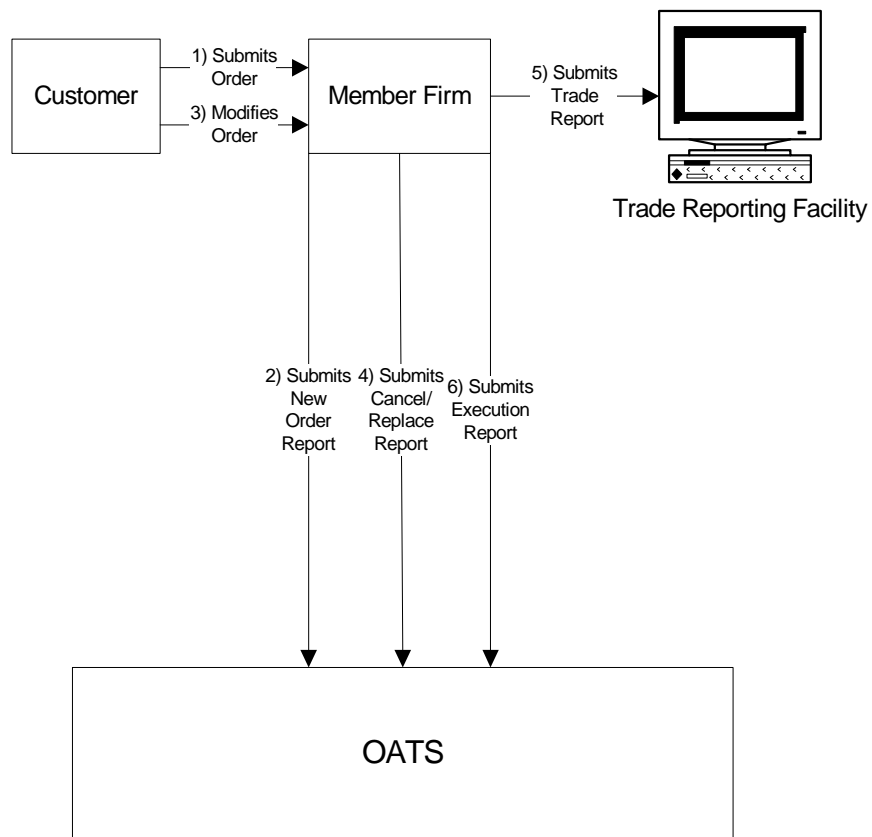 1) Submits
Order
Customer
3) Modifies
Order
Member Firm
5) Submits
Trade
Report
Trade Reporting Facility
2) Submits
New
Order
Report
4) Submits
Cancel/
Replace
Report
6) Submits
Execution
Report
OATS